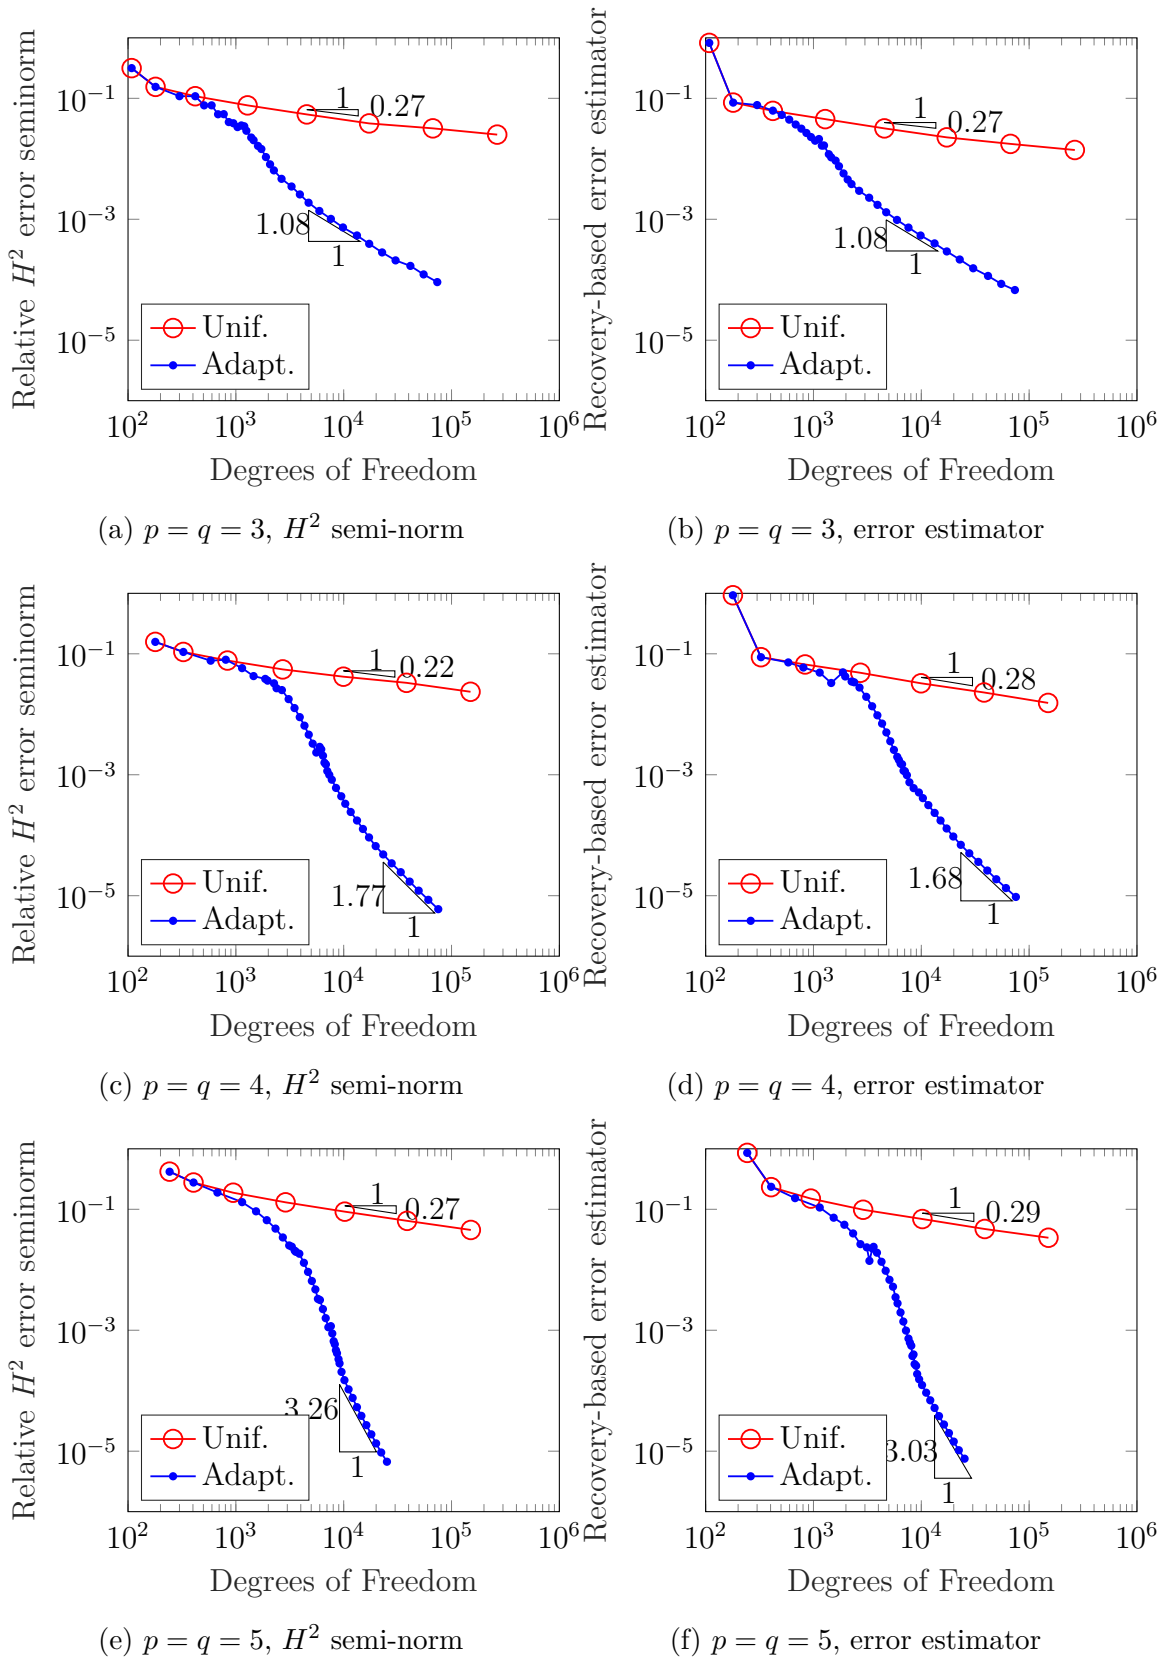 Relative H² error seminorm
10⁻¹
10⁻³
10⁻⁵
1
0.27
1.08
1
Unif.
Adapt.
10² 10³ 10⁴ 10⁵ 10⁶
Degrees of Freedom
(a) p = q = 3, H² semi-norm
Recovery-based error estimator
10⁻¹
10⁻³
10⁻⁵
1
0.27
1.08
1
Unif.
Adapt.
10² 10³ 10⁴ 10⁵ 10⁶
Degrees of Freedom
(b) p = q = 3, error estimator
Relative H² error seminorm
10⁻¹
10⁻³
10⁻⁵
1
0.22
1.77
1
Unif.
Adapt.
10² 10³ 10⁴ 10⁵ 10⁶
Degrees of Freedom
(c) p = q = 4, H² semi-norm
Recovery-based error estimator
10⁻¹
10⁻³
10⁻⁵
1
0.28
1.68
1
Unif.
Adapt.
10² 10³ 10⁴ 10⁵ 10⁶
Degrees of Freedom
(d) p = q = 4, error estimator
Relative H² error seminorm
10⁻¹
10⁻³
10⁻⁵
1
0.27
3.26
1
Unif.
Adapt.
10² 10³ 10⁴ 10⁵ 10⁶
Degrees of Freedom
(e) p = q = 5, H² semi-norm
Recovery-based error estimator
10⁻¹
10⁻³
10⁻⁵
1
0.29
3.03
1
Unif.
Adapt.
10² 10³ 10⁴ 10⁵ 10⁶
Degrees of Freedom
(f) p = q = 5, error estimator